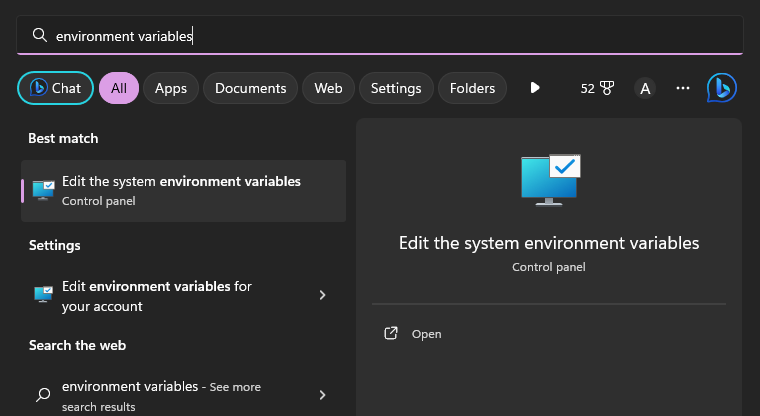 environment variables
Chat
All
Apps
Documents
Web
Settings
Folders
52
A
Best match
Edit the system environment variables
Control panel
Settings
Edit environment variables for
your account
Search the web
environment variables - See more
search results
Edit the system environment variables
Control panel
Open